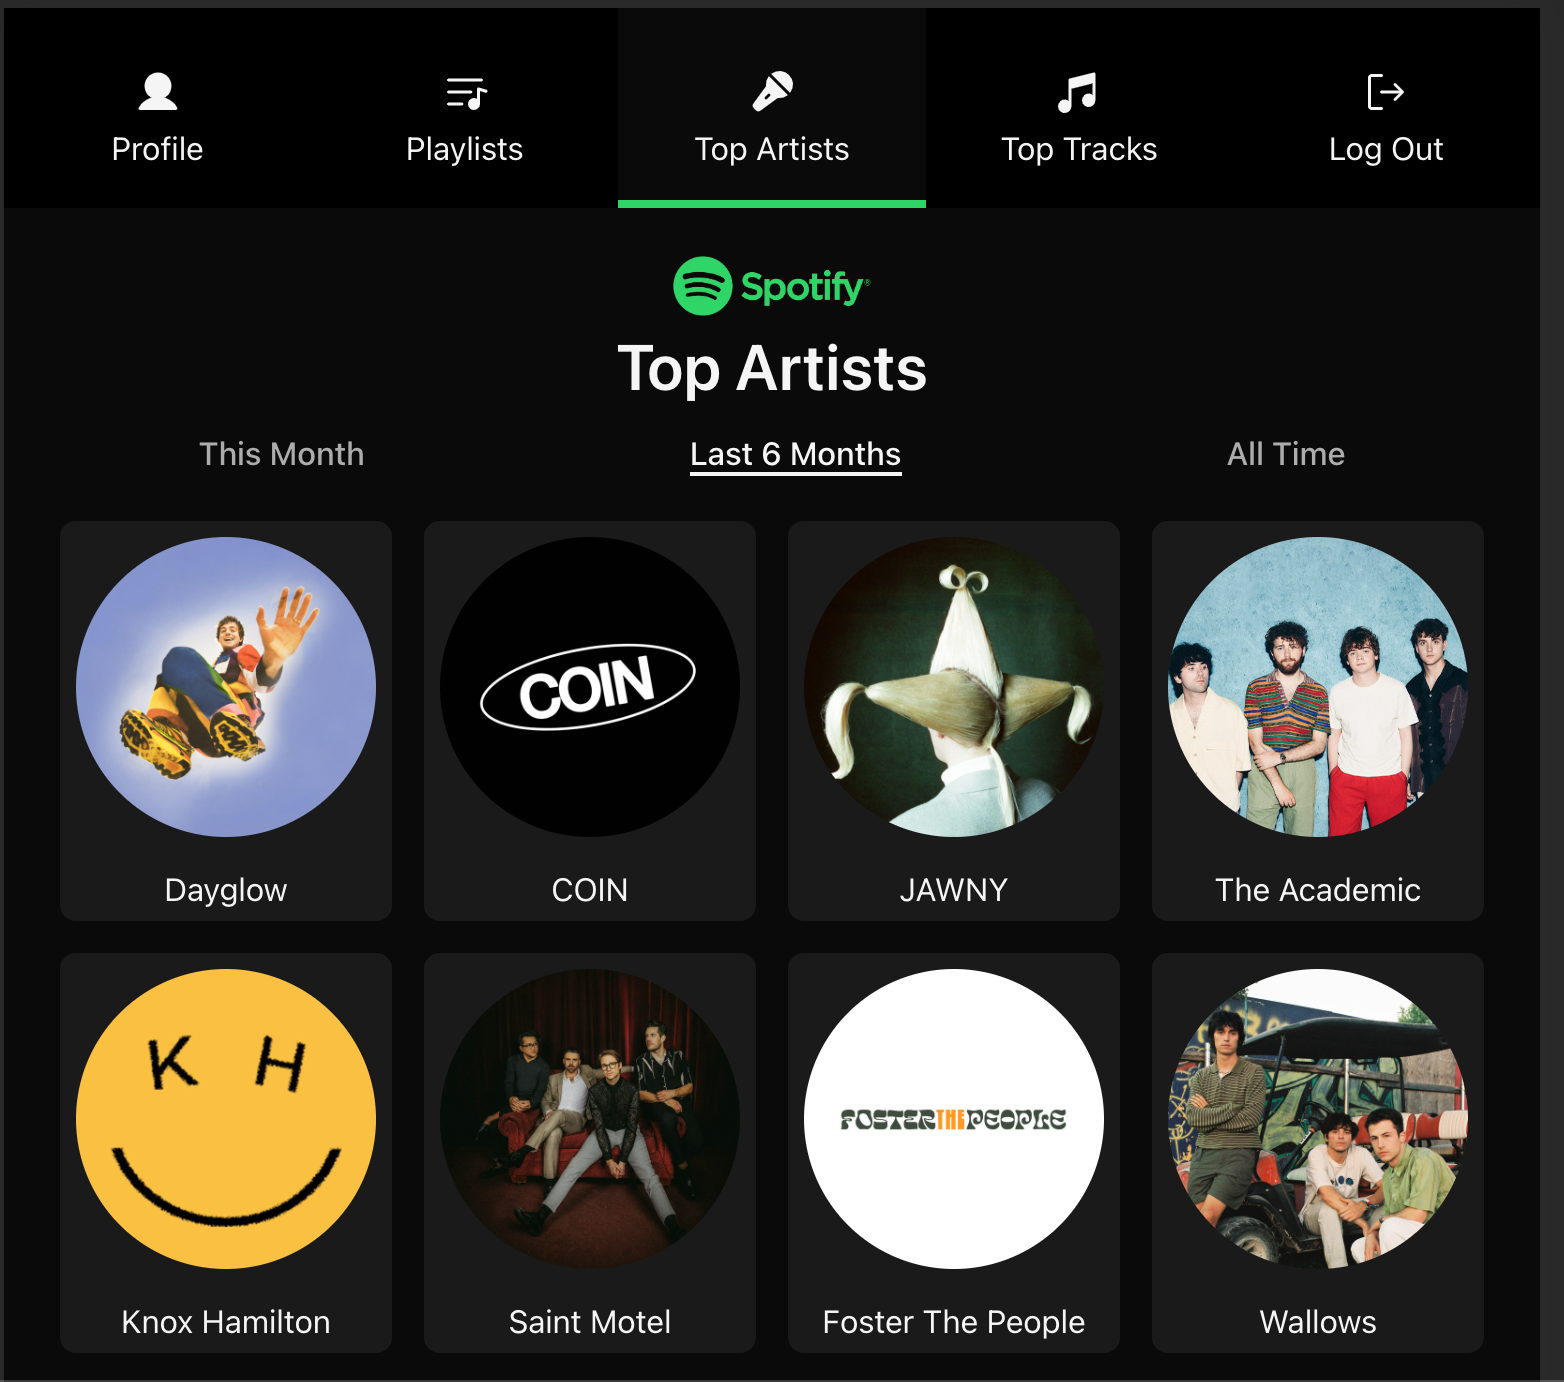 Profile
Playlists
Top Artists
Top Tracks
Log Out
Spotify®
Top Artists
This Month
Last 6 Months
All Time
COIN
Dayglow
COIN
JAWNY
The Academic
K H
FOSTER THE PEOPLE
Knox Hamilton
Saint Motel
Foster The People
Wallows